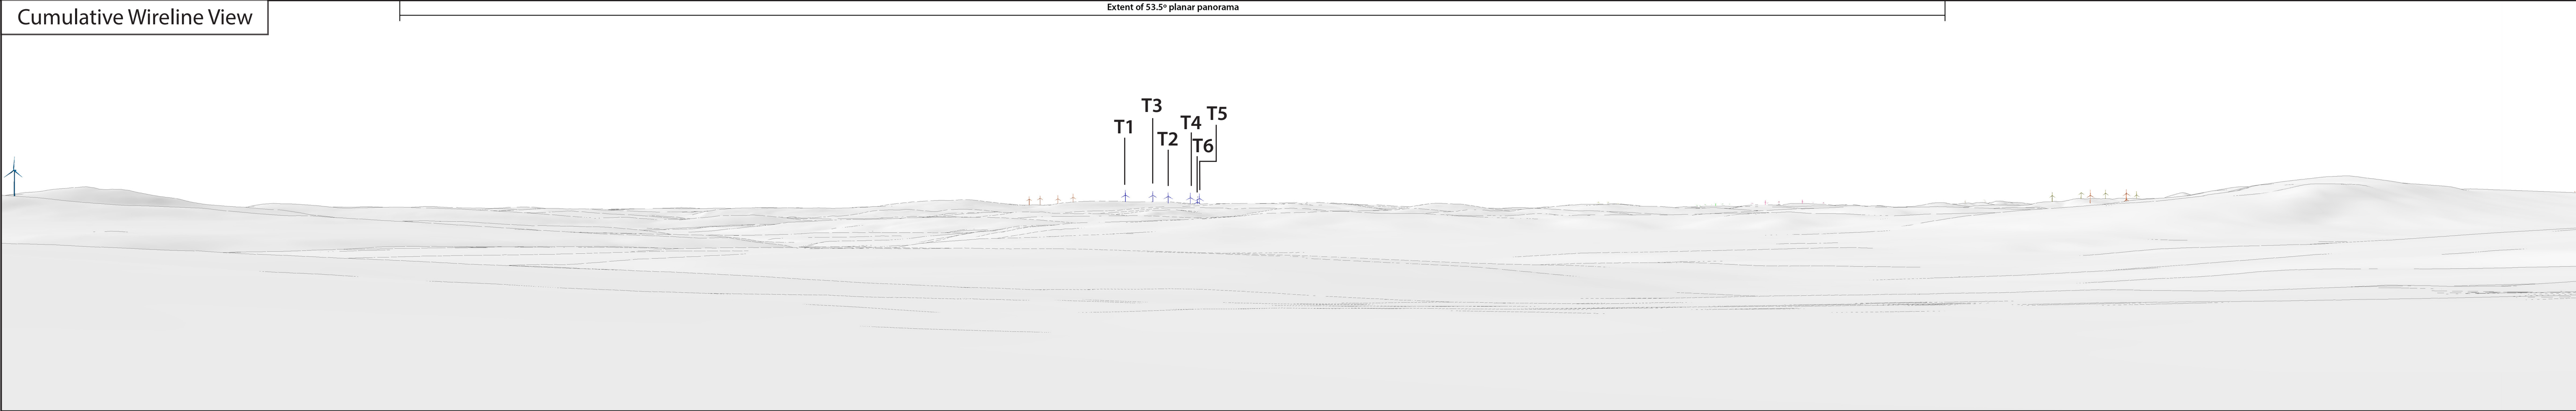 Cumulative Wireline View
Extent of 53.5º planar panorama
T3
T5
T1
T4
T2
T6